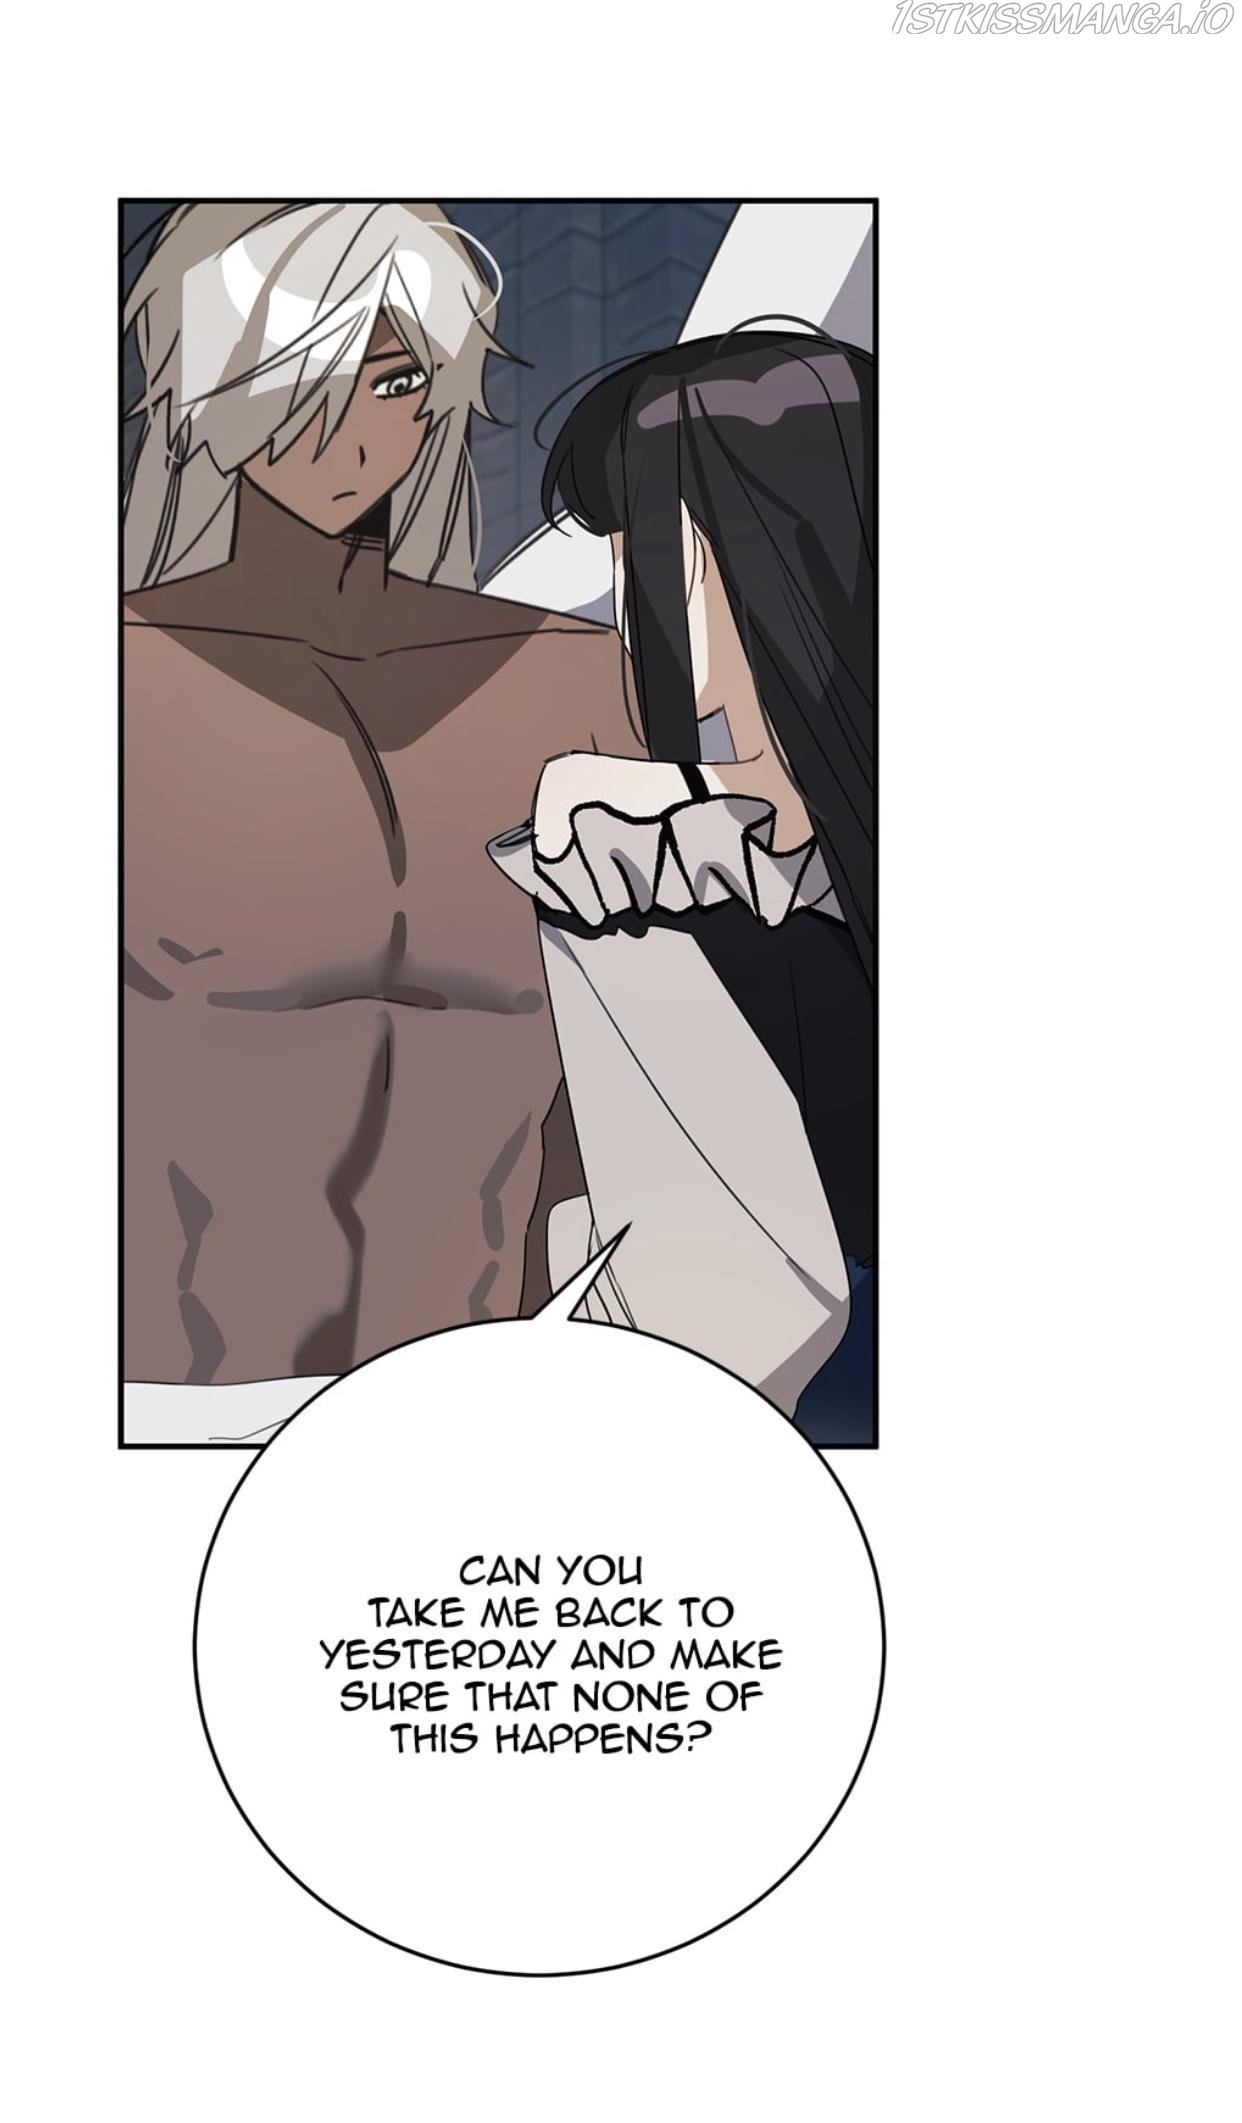 1STKISSMANGA.IO
CAN YOU
TAKE ME BACK TO
YESTERDAY AND MAKE
SURE THAT NONE OF
THIS HAPPENS?